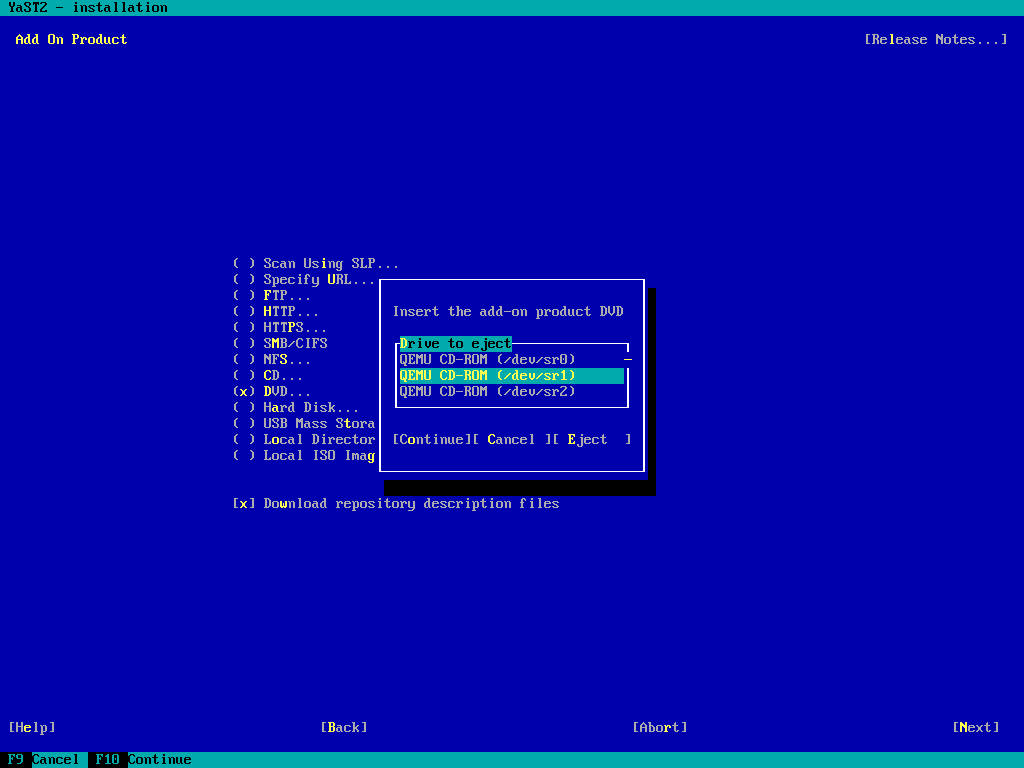 YaST2 - installation
Add On Product [Release Notes...]
( ) Scan Using SLP...
( ) Specify URL...
( ) FTP...
( ) HTTP...
( ) HTTPS...
( ) SMB/CIFS
( ) NFS...
( ) CD...
(x) DVD...
( ) Hard Disk...
( ) USB Mass Stora
( ) Local Director
( ) Local ISO Imag
Insert the add-on product DVD
Drive to eject
QEMU CD-ROM (/dev/sr0)
QEMU CD-ROM (/dev/sr1)
QEMU CD-ROM (/dev/sr2)
[Continue][ Cancel ][ Eject  ]
[x] Download repository description files
[Help] [Back] [Abort] [Next]
F9 Cancel F10 Continue